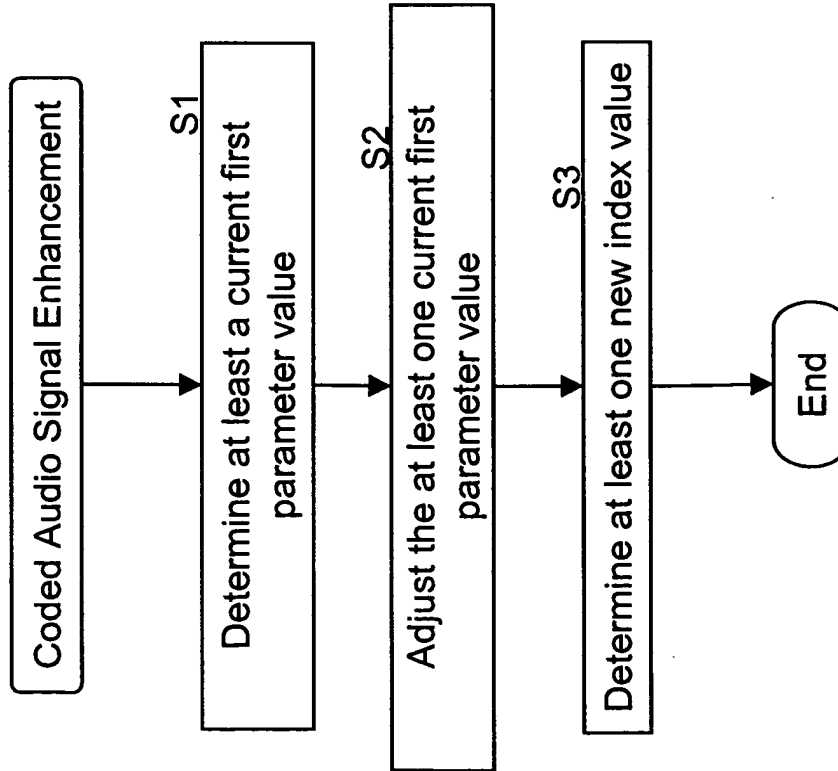 Coded Audio Signal Enhancement
S1
Determine at least a current first
parameter value
S2
Adjust the at least one current first
parameter value
S3
Determine at least one new index value
End